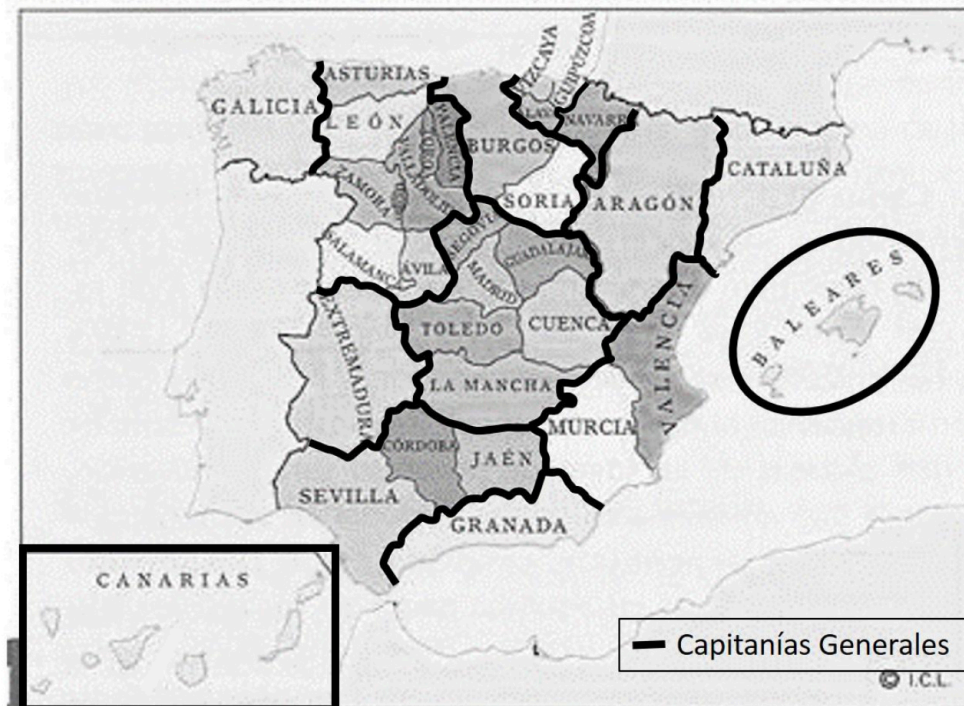 VIZCAYA
GUIPÚZCOA
ASTURIAS
GALICIA
LEÓN
PALENCIA
TORO
ALAVA
NAVARRA
BURGOS
CATALUÑA
VALLADOLID
ZAMORA
SORIA
ARAGÓN
SEGOVIA
SALAMANCA
ÁVILA
GUADALAJARA
MADRID
BALEARES
EXTREMADURA
TOLEDO
CUENCA
VALENCIA
LA MANCHA
MURCIA
CÓRDOBA
JAÉN
SEVILLA
GRANADA
CANARIAS
Capitanías Generales
© I.C.L.